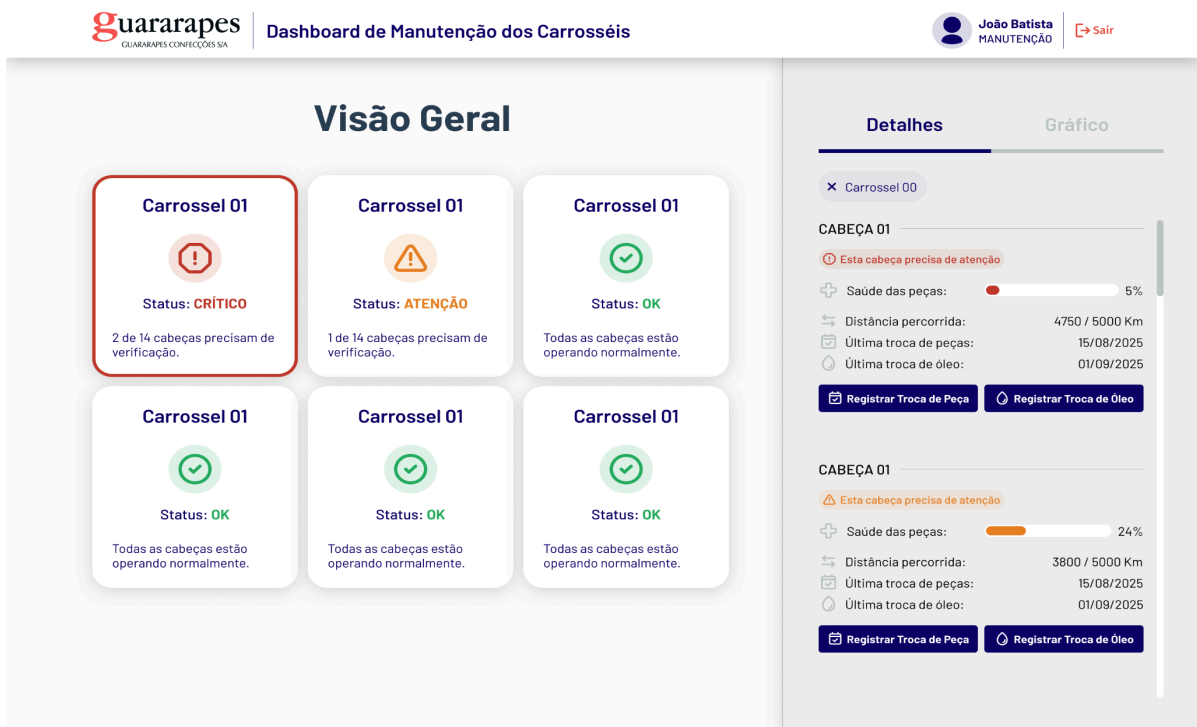 guararapes
GUARARAPES CONFECÇÕES S/A
Dashboard de Manutenção dos Carrosséis
João Batista
MANUTENÇÃO
Sair
Visão Geral
Carrossel 01
Status: CRÍTICO
2 de 14 cabeças precisam de
verificação.
Carrossel 01
Status: ATENÇÃO
1 de 14 cabeças precisam de
verificação.
Carrossel 01
Status: OK
Todas as cabeças estão
operando normalmente.
Carrossel 01
Status: OK
Todas as cabeças estão
operando normalmente.
Carrossel 01
Status: OK
Todas as cabeças estão
operando normalmente.
Carrossel 01
Status: OK
Todas as cabeças estão
operando normalmente.
Detalhes
Gráfico
× Carrossel 00
CABEÇA 01
Esta cabeça precisa de atenção
Saúde das peças: 5%
Distância percorrida: 4750 / 5000 Km
Última troca de peças: 15/08/2025
Última troca de óleo: 01/09/2025
Registrar Troca de Peça
Registrar Troca de Óleo
CABEÇA 01
Esta cabeça precisa de atenção
Saúde das peças: 24%
Distância percorrida: 3800 / 5000 Km
Última troca de peças: 15/08/2025
Última troca de óleo: 01/09/2025
Registrar Troca de Peça
Registrar Troca de Óleo